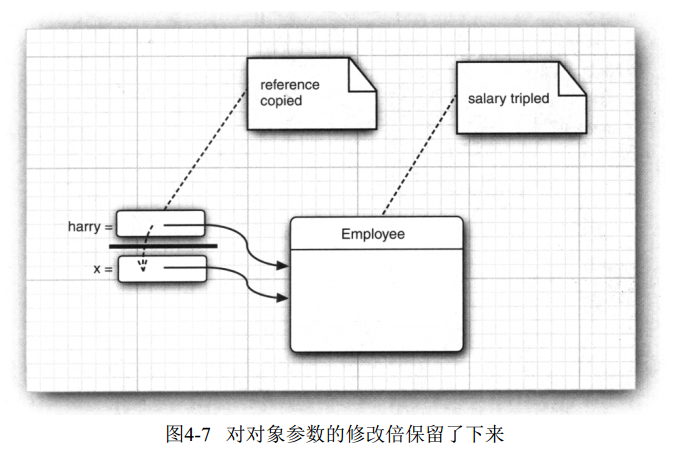 reference
copied
salary tripled
harry =
Employee
x =
图4-7 对对象参数的修改倍保留了下来